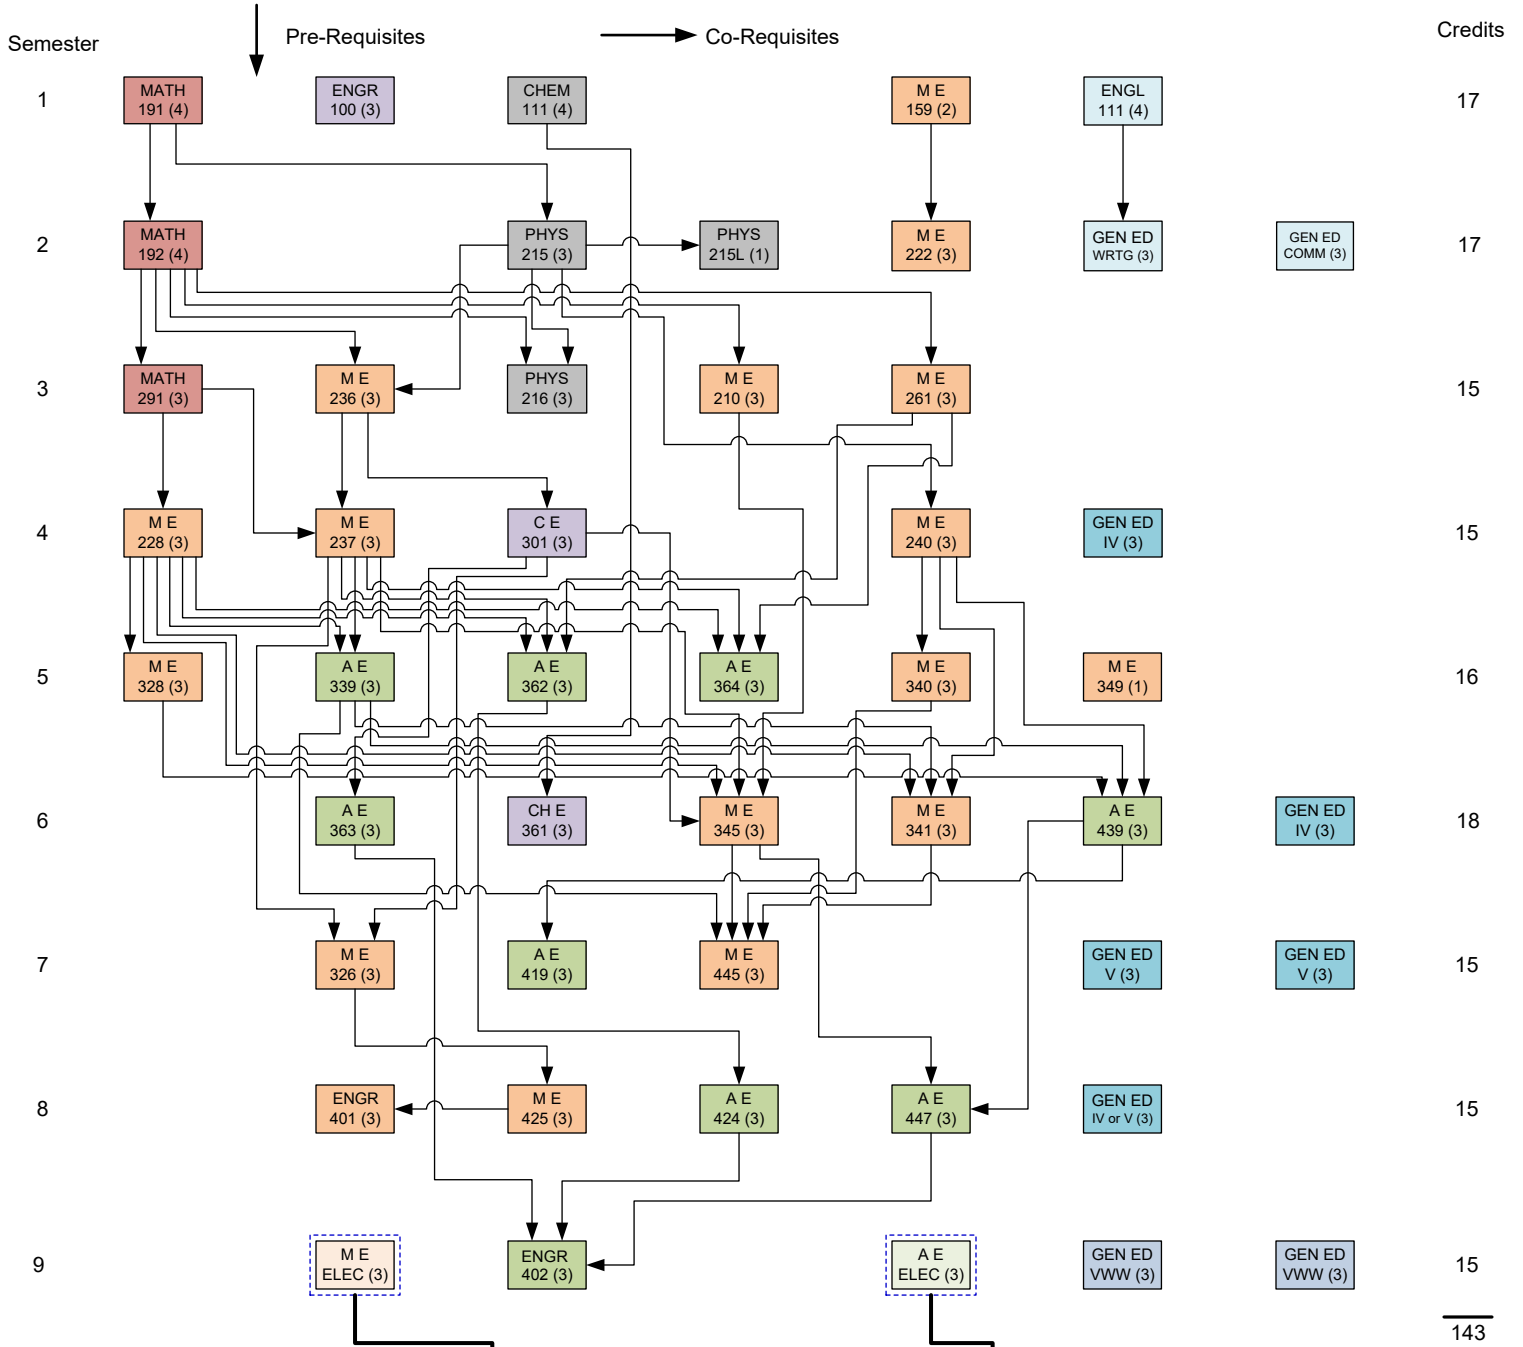 Semester
Pre-Requisites
Co-Requisites
Credits
1
MATH
191 (4)
ENGR
100 (3)
CHEM
111 (4)
M E
159 (2)
ENGL
111 (4)
17
2
MATH
192 (4)
PHYS
215 (3)
PHYS
215L (1)
M E
222 (3)
GEN ED
WRTG (3)
GEN ED
COMM (3)
17
3
MATH
291 (3)
M E
236 (3)
PHYS
216 (3)
M E
210 (3)
M E
261 (3)
15
4
M E
228 (3)
M E
237 (3)
C E
301 (3)
M E
240 (3)
GEN ED
IV (3)
15
5
M E
328 (3)
A E
339 (3)
A E
362 (3)
A E
364 (3)
M E
340 (3)
M E
349 (1)
16
6
A E
363 (3)
CH E
361 (3)
M E
345 (3)
M E
341 (3)
A E
439 (3)
GEN ED
IV (3)
18
7
M E
326 (3)
A E
419 (3)
M E
445 (3)
GEN ED
V (3)
GEN ED
V (3)
15
8
ENGR
401 (3)
M E
425 (3)
A E
424 (3)
A E
447 (3)
GEN ED
IV or V (3)
15
9
M E
ELEC (3)
ENGR
402 (3)
A E
ELEC (3)
GEN ED
VWW (3)
GEN ED
VWW (3)
15
143